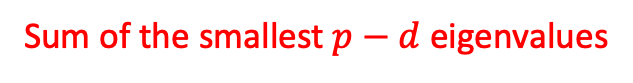 Sum of the smallest p − d eigenvalues